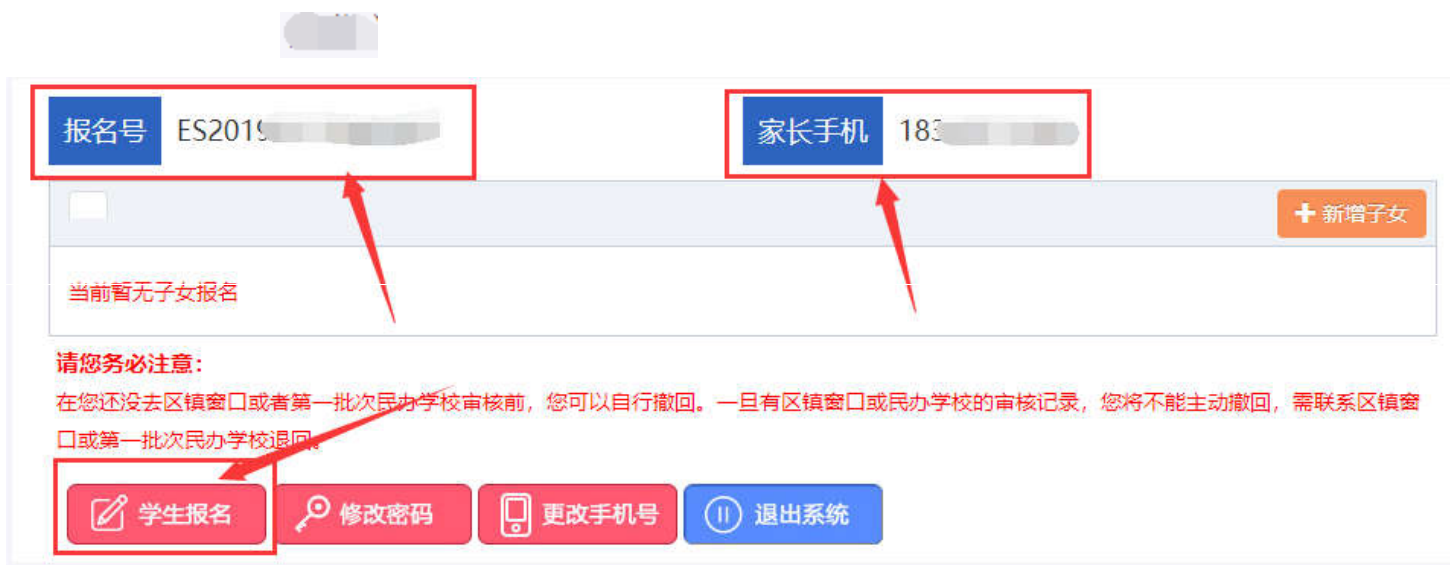 报名号 ES2019
家长手机 183
新增子女
当前暂无子女报名
请您务必注意：
在您还没去区镇窗口或者第一批次民办学校审核前，您可以自行撤回。一旦有区镇窗口或民办学校的审核记录，您将不能主动撤回，需联系区镇窗
口或第一批次民办学校退回。
学生报名 修改密码 更改手机号 退出系统